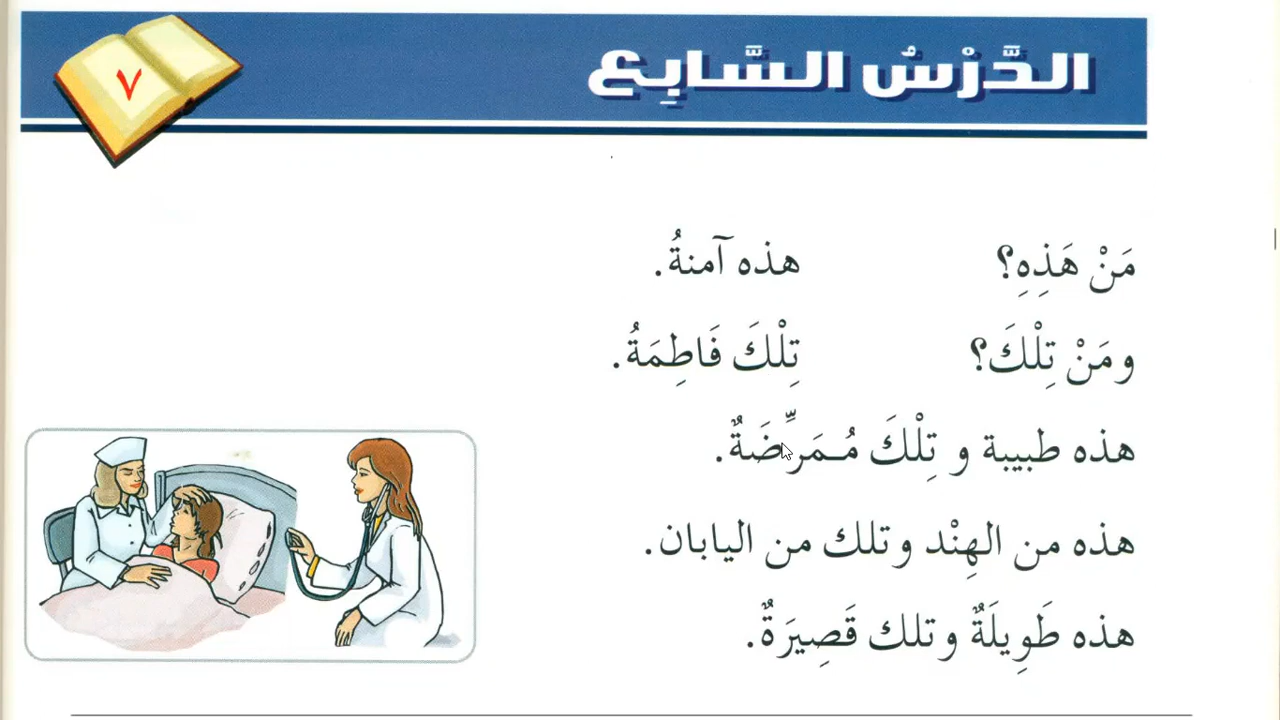 الدَّرْسُ السَّابِع
٧
مَنْ هَذِهِ؟ هذه آمنةُ.
ومَنْ تِلْكَ؟ تِلْكَ فَاطِمَةُ.
هذه طبيبة و تِلْكَ مُـمَرِّضَةٌ.
هذه من الهِنْد وتلك من اليابان.
هذه طَوِيلَةٌ وتلك قَصِيرَةٌ.